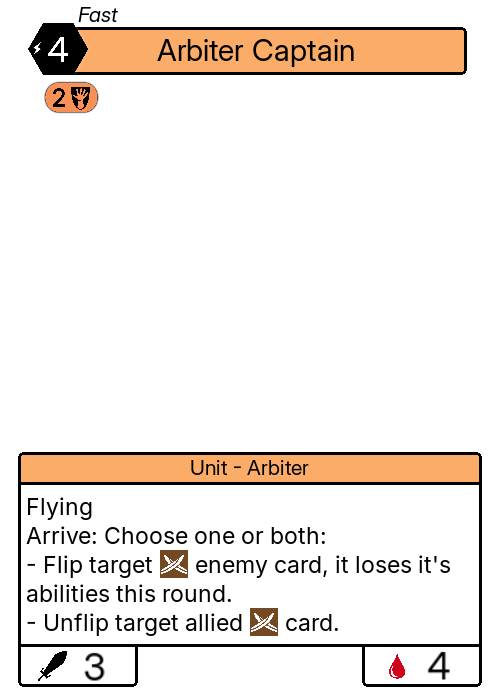 Fast
4
Arbiter Captain
2
Unit - Arbiter
Flying
Arrive: Choose one or both:
- Flip target enemy card, it loses it's
abilities this round.
- Unflip target allied card.
3
4